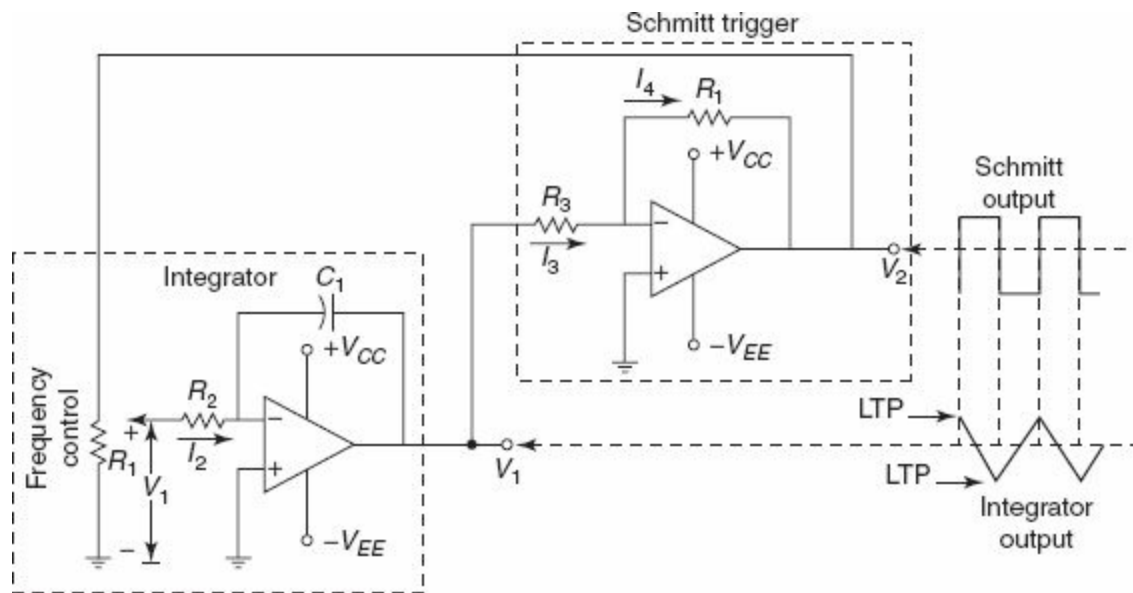 Schmitt trigger
I4
R1
+VCC
R3
I3
−
+
−VEE
V2
Schmitt
output
Integrator
C1
+VCC
R2
I2
−
+
−VEE
Frequency
control
R1
+
V1
−
V1
LTP
LTP
Integrator
output